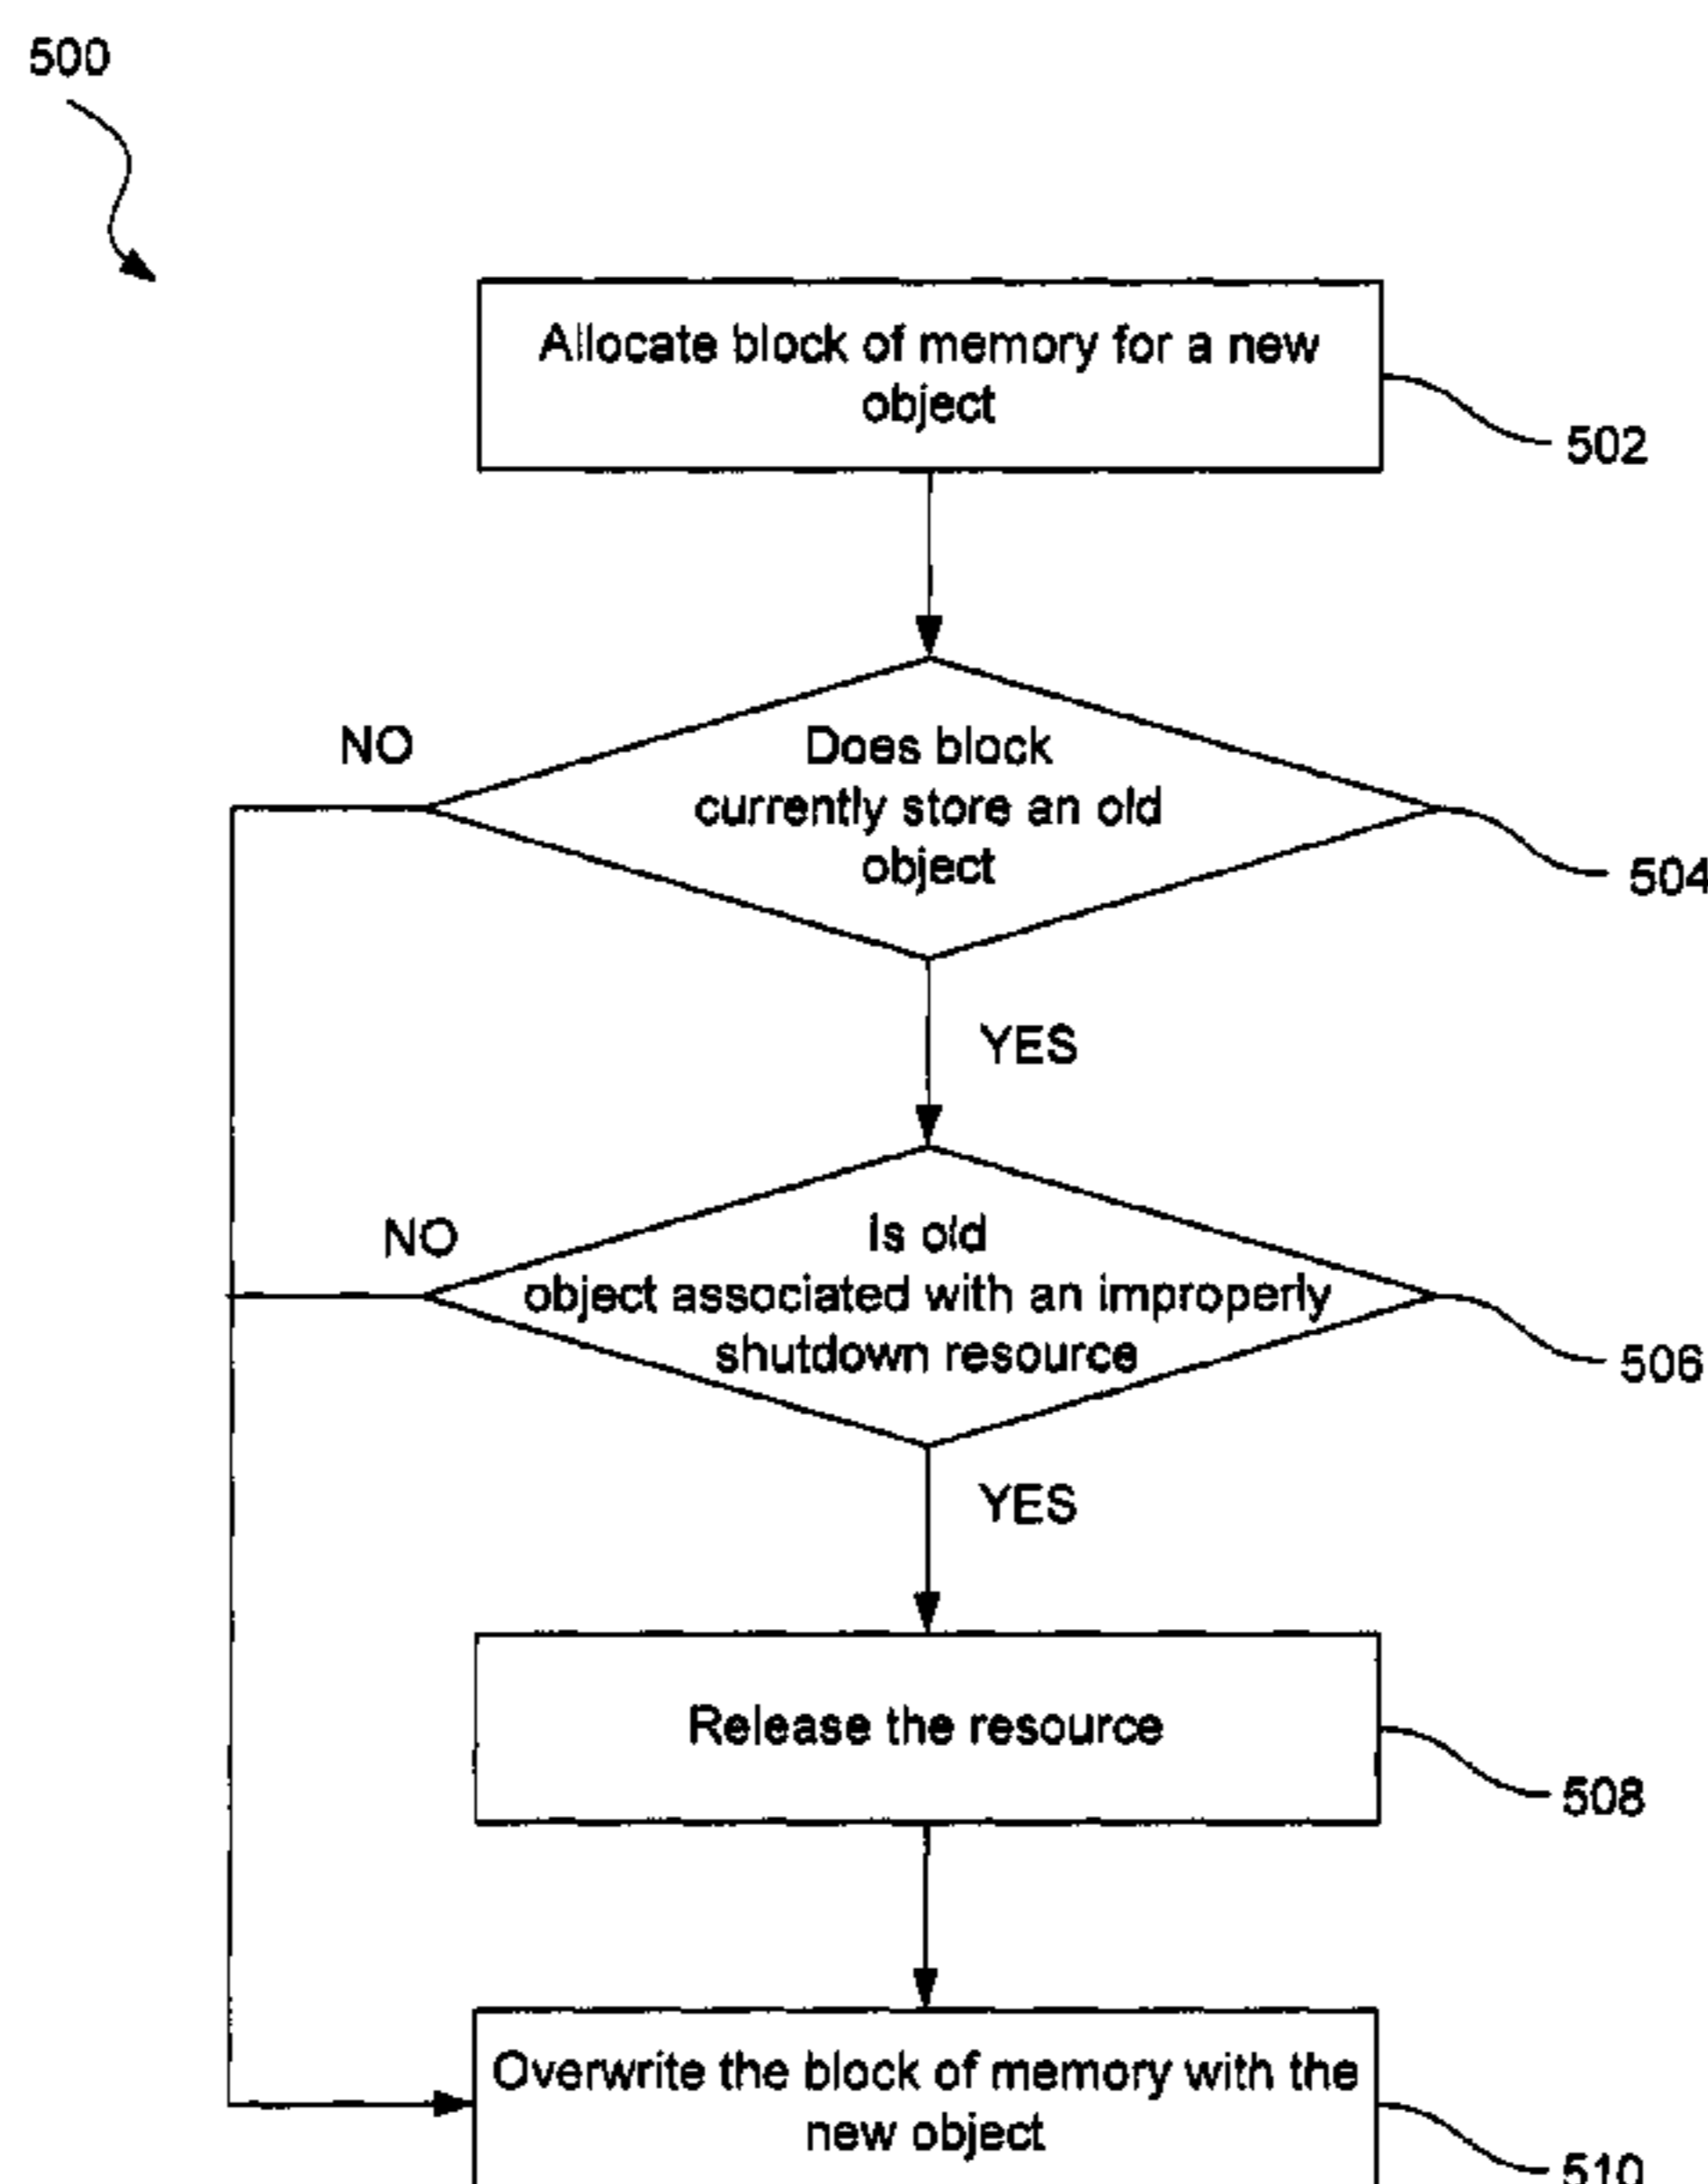 500
Allocate block of memory for a new
object
502
NO
Does block
currently store an old
object
504
YES
NO
Is old
object associated with an improperly
shutdown resource
506
YES
Release the resource
508
Overwrite the block of memory with the
new object
510